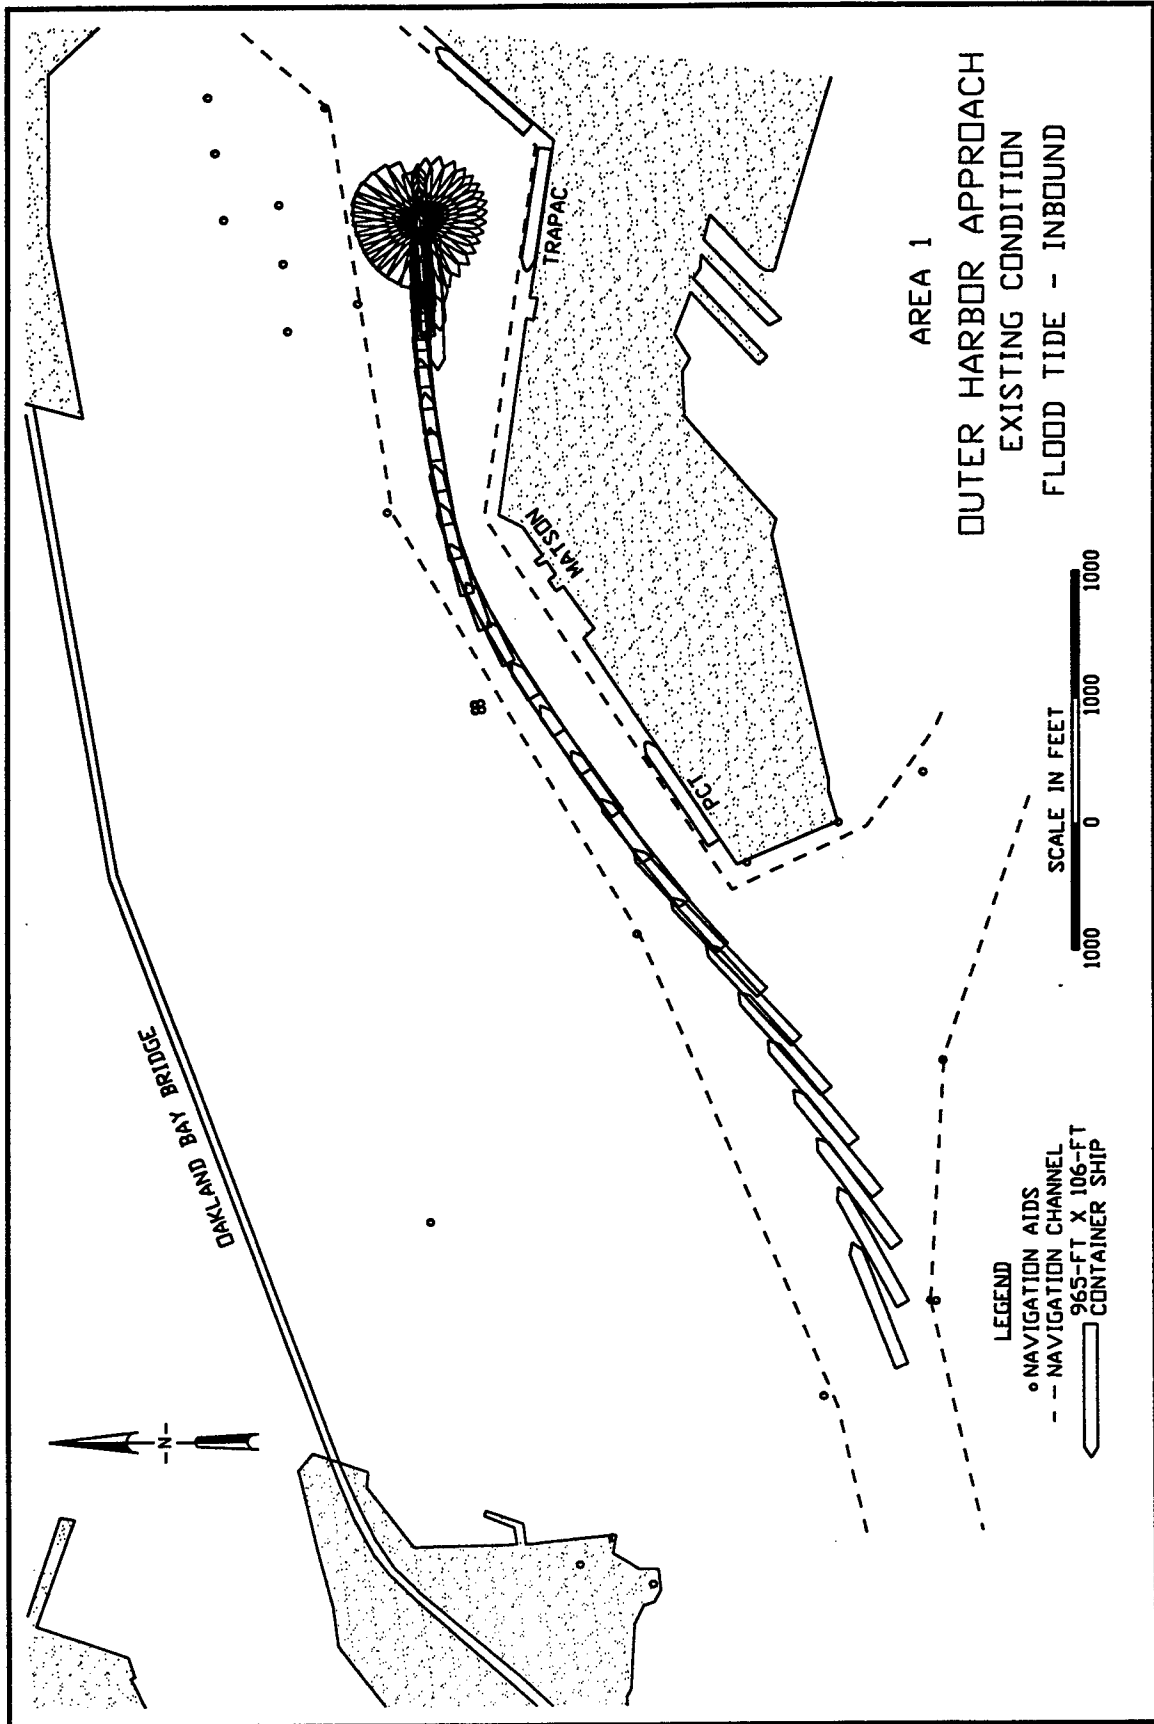 OAKLAND BAY BRIDGE
-N-
TRAPAC
MATSON
PCT
AREA 1
OUTER HARBOR APPROACH
EXISTING CONDITION
FLOOD TIDE - INBOUND
SCALE IN FEET
1000 0 1000 1000
LEGEND
NAVIGATION AIDS
NAVIGATION CHANNEL
965-FT X 106-FT
CONTAINER SHIP